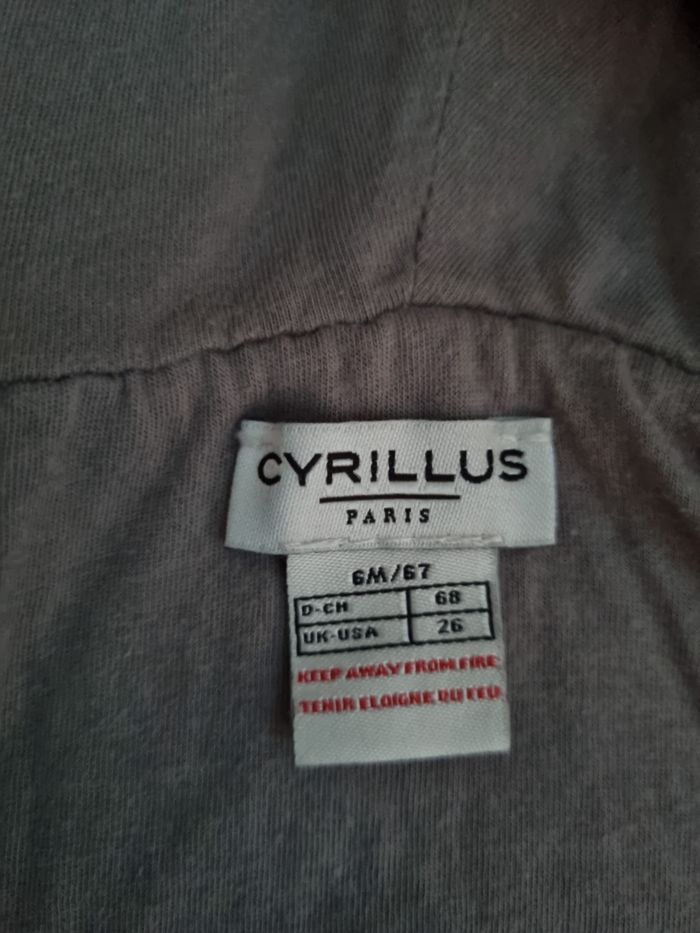 CYRILLUS
PARIS
6M/67
D-CH 68
UK-USA 26
KEEP AWAY FROM FIRE
TENIR ELOIGNE DU FEU